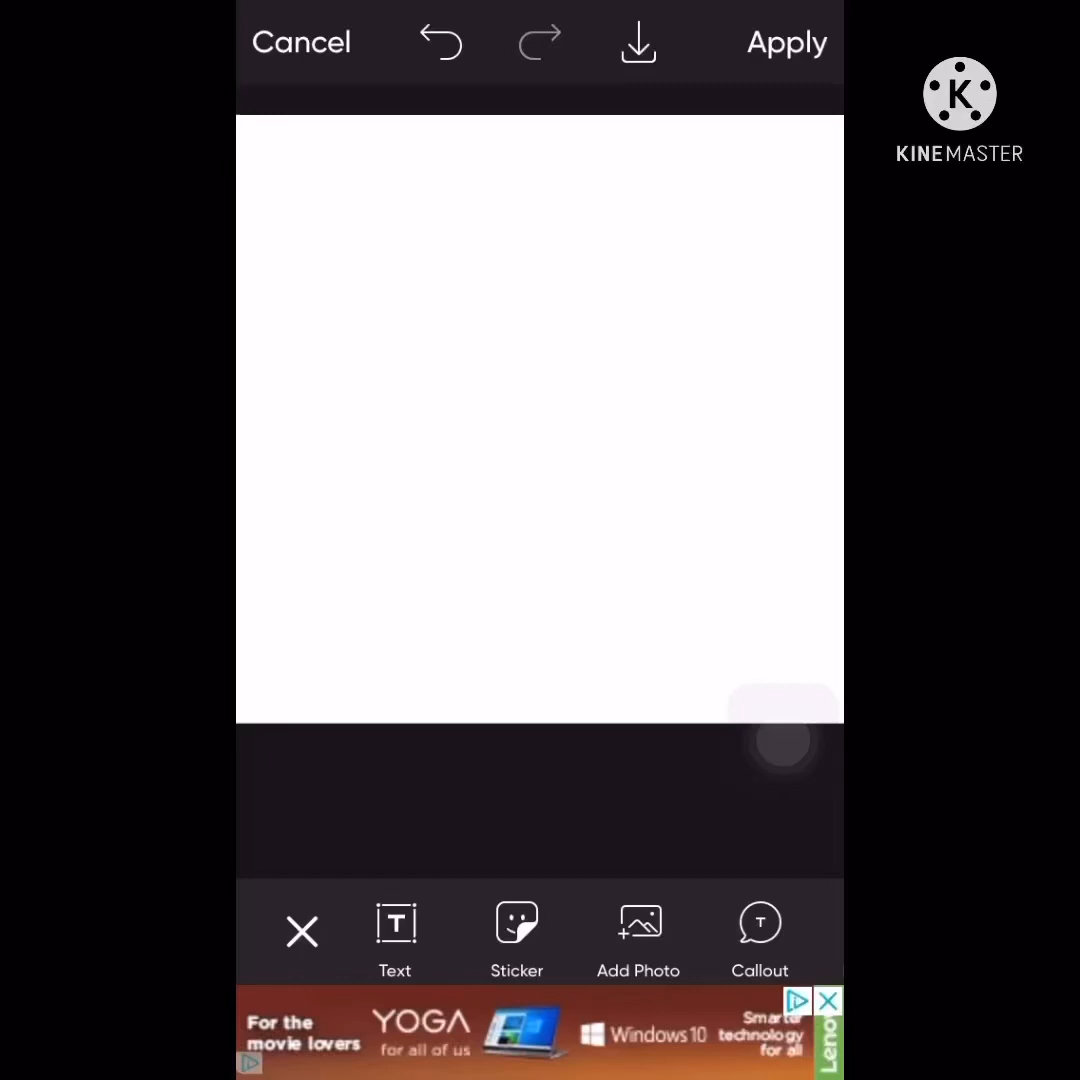 Cancel
Apply
K
KINEMASTER
T
T
Text
Sticker
Add Photo
Callout
For the
movie lovers
YOGA
for all of us
Windows 10
Smarter
technology
for all